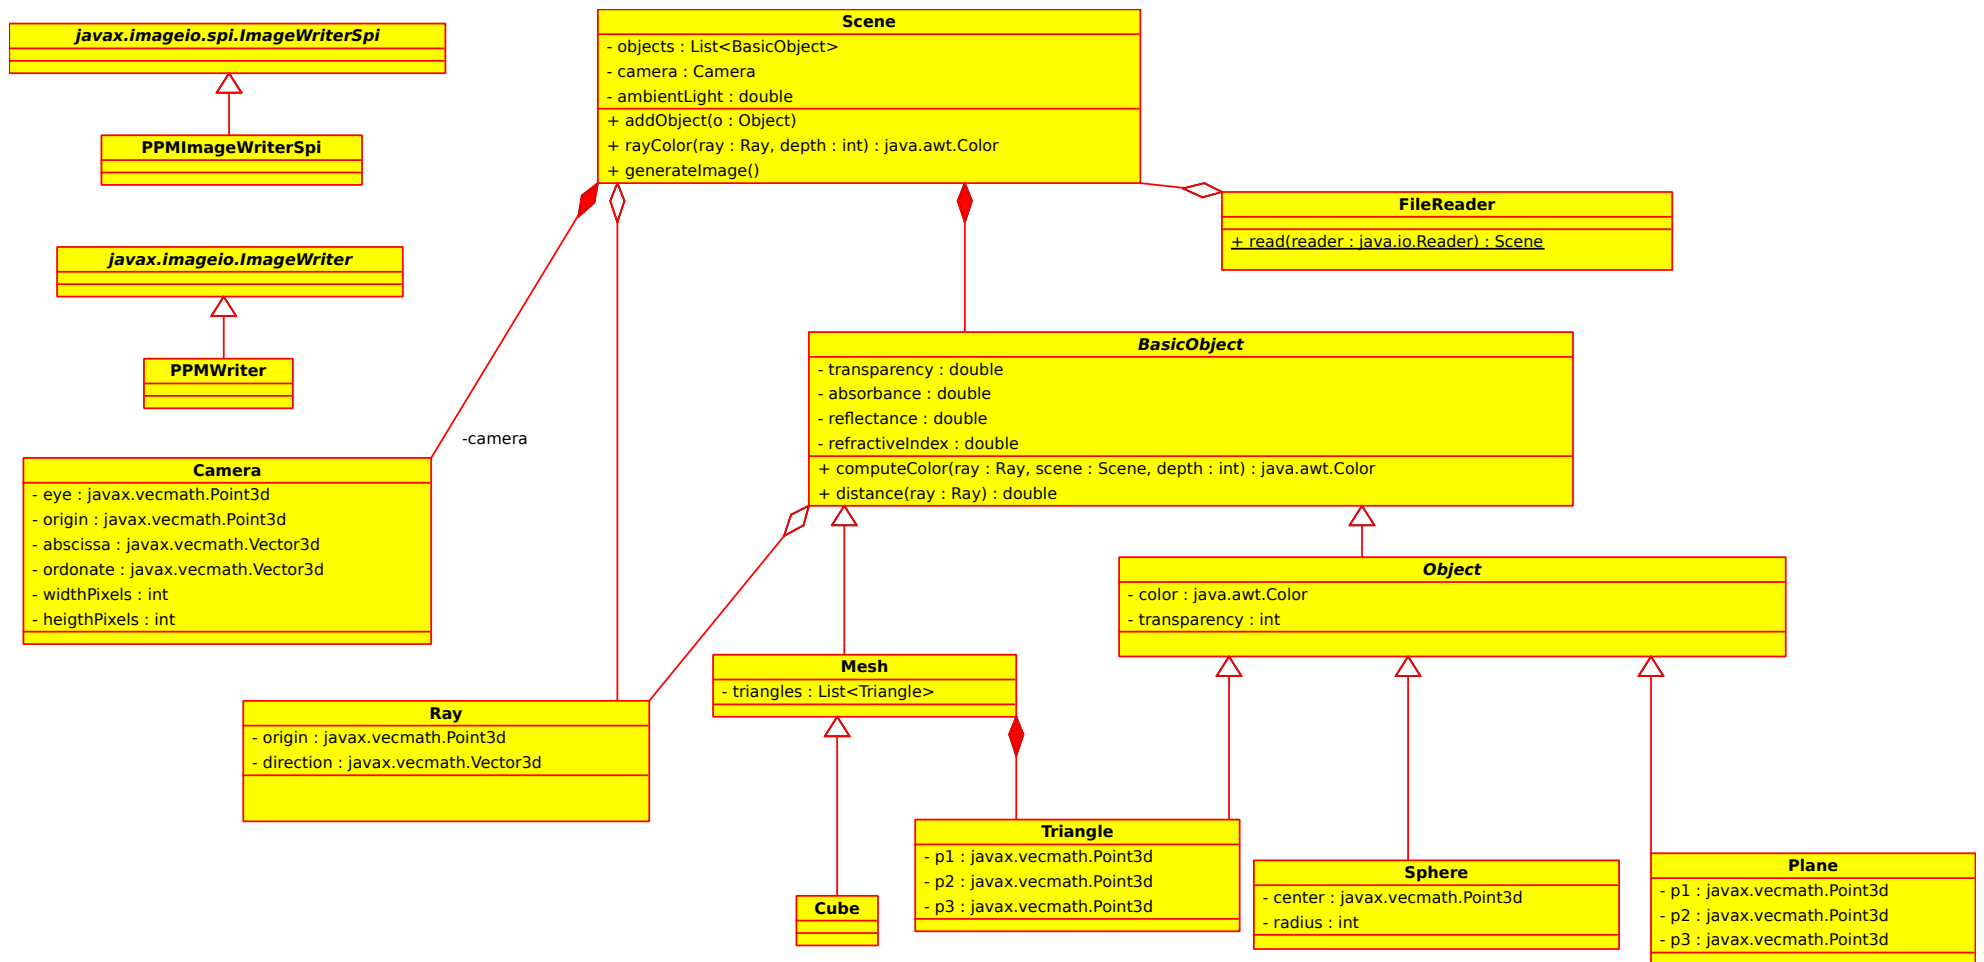 javax.imageio.spi.ImageWriterSpi
PPMImageWriterSpi
Scene
- objects : List<BasicObject>
- camera : Camera
- ambientLight : double
+ addObject(o : Object)
+ rayColor(ray : Ray, depth : int) : java.awt.Color
+ generateImage()
FileReader
+ read(reader : java.io.Reader) : Scene
javax.imageio.ImageWriter
PPMWriter
BasicObject
- transparency : double
- absorbance : double
- reflectance : double
- refractiveIndex : double
+ computeColor(ray : Ray, scene : Scene, depth : int) : java.awt.Color
+ distance(ray : Ray) : double
-camera
Camera
- eye : javax.vecmath.Point3d
- origin : javax.vecmath.Point3d
- abscissa : javax.vecmath.Vector3d
- ordonate : javax.vecmath.Vector3d
- widthPixels : int
- heigthPixels : int
Object
- color : java.awt.Color
- transparency : int
Mesh
- triangles : List<Triangle>
Ray
- origin : javax.vecmath.Point3d
- direction : javax.vecmath.Vector3d
Cube
Triangle
- p1 : javax.vecmath.Point3d
- p2 : javax.vecmath.Point3d
- p3 : javax.vecmath.Point3d
Sphere
- center : javax.vecmath.Point3d
- radius : int
Plane
- p1 : javax.vecmath.Point3d
- p2 : javax.vecmath.Point3d
- p3 : javax.vecmath.Point3d